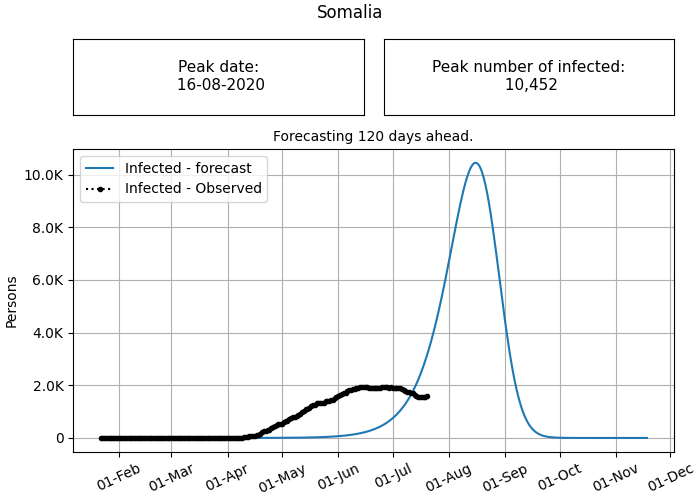 Somalia
Peak date:
16-08-2020
Peak number of infected:
10,452
Forecasting 120 days ahead.
Infected - forecast
Infected - Observed
10.0K
8.0K
6.0K
4.0K
2.0K
0
Persons
01-Feb
01-Mar
01-Apr
01-May
01-Jun
01-Jul
01-Aug
01-Sep
01-Oct
01-Nov
01-Dec